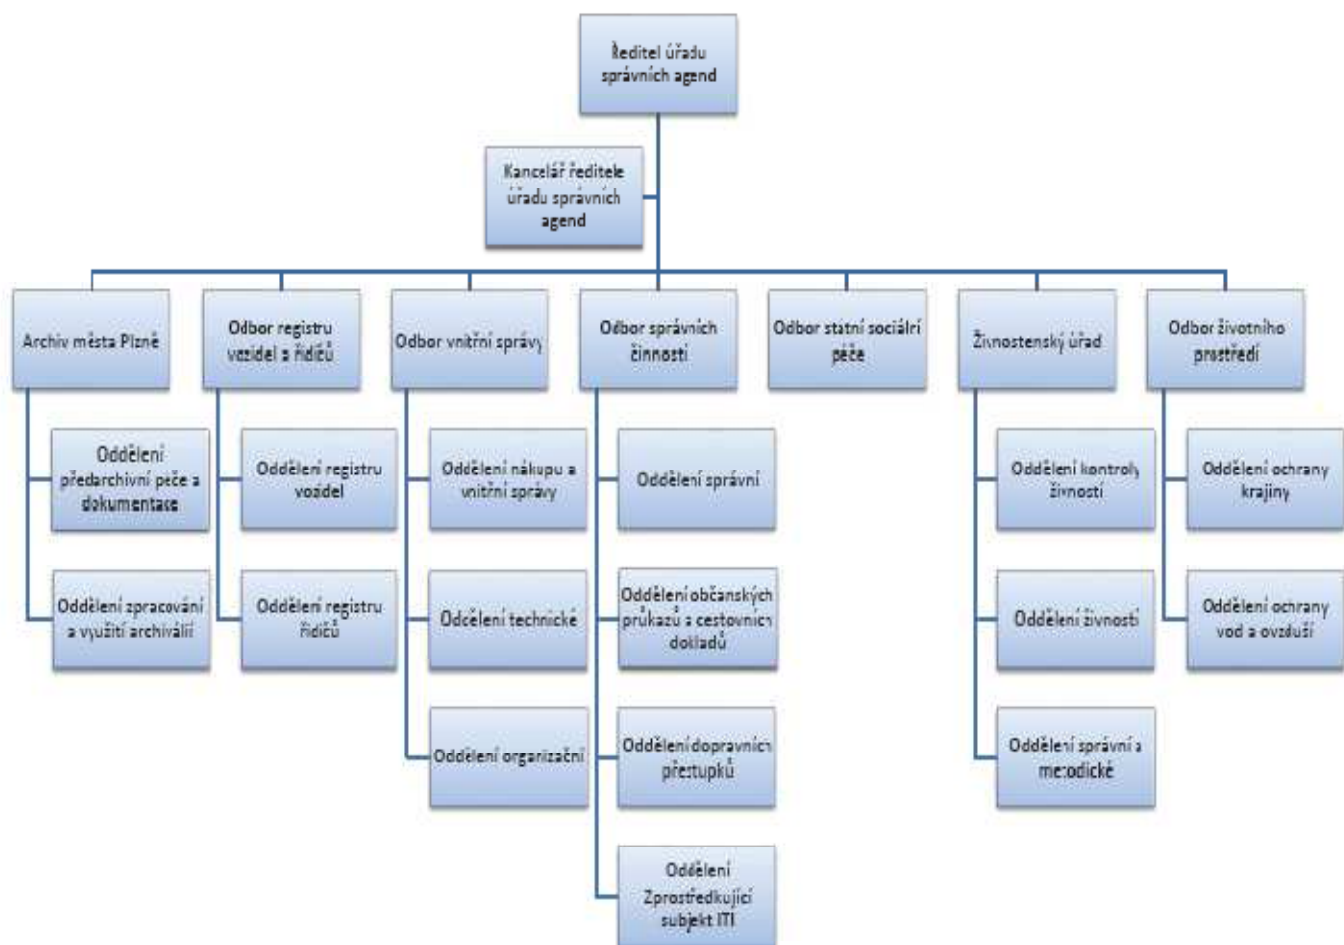 Ředitel úřadu
správních agend
Kancelář ředitele
úřadu správních
agend
Archiv města Plzně
Odbor registru
vozidel a řidičů
Odbor vnitřní správy
Odbor správních
činností
Odbor státní sociální
péče
Živnostenský úřad
Odbor životního
prostředí
Oddělení
předarchivní péče a
dokumentace
Oddělení registru
vozidel
Oddělení nákupu a
vnitřní správy
Oddělení správní
Oddělení kontroly
živností
Oddělení ochrany
krajiny
Oddělení zpracování
a využití archiválií
Oddělení registru
řidičů
Oddělení technické
Oddělení občanských
průkazů a cestovních
dokladů
Oddělení živností
Oddělení ochrany
vod a ovzduší
Oddělení organizační
Oddělení dopravních
přestupků
Oddělení správní a
metodické
Oddělení
Zprostředkující
subjekt ITI